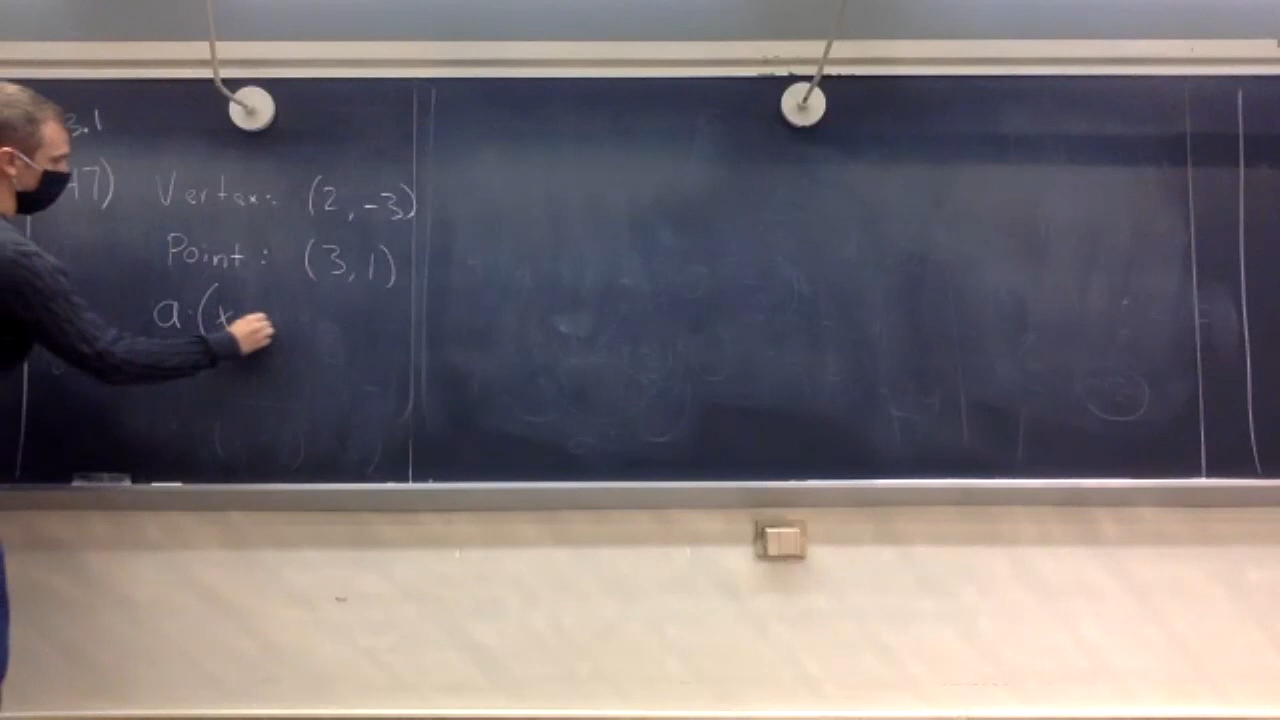 3.1
47) Vertex: (2, -3)
Point: (3, 1)
a·(x